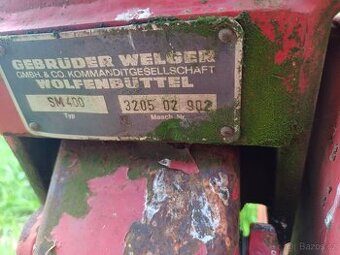 GEBRÜDER WELGER
GMBH. & CO. KOMMANDITGESELLSCHAFT
WOLFENBÜTTEL
SM 400 3205 02 902
Typ Masch. Nr.